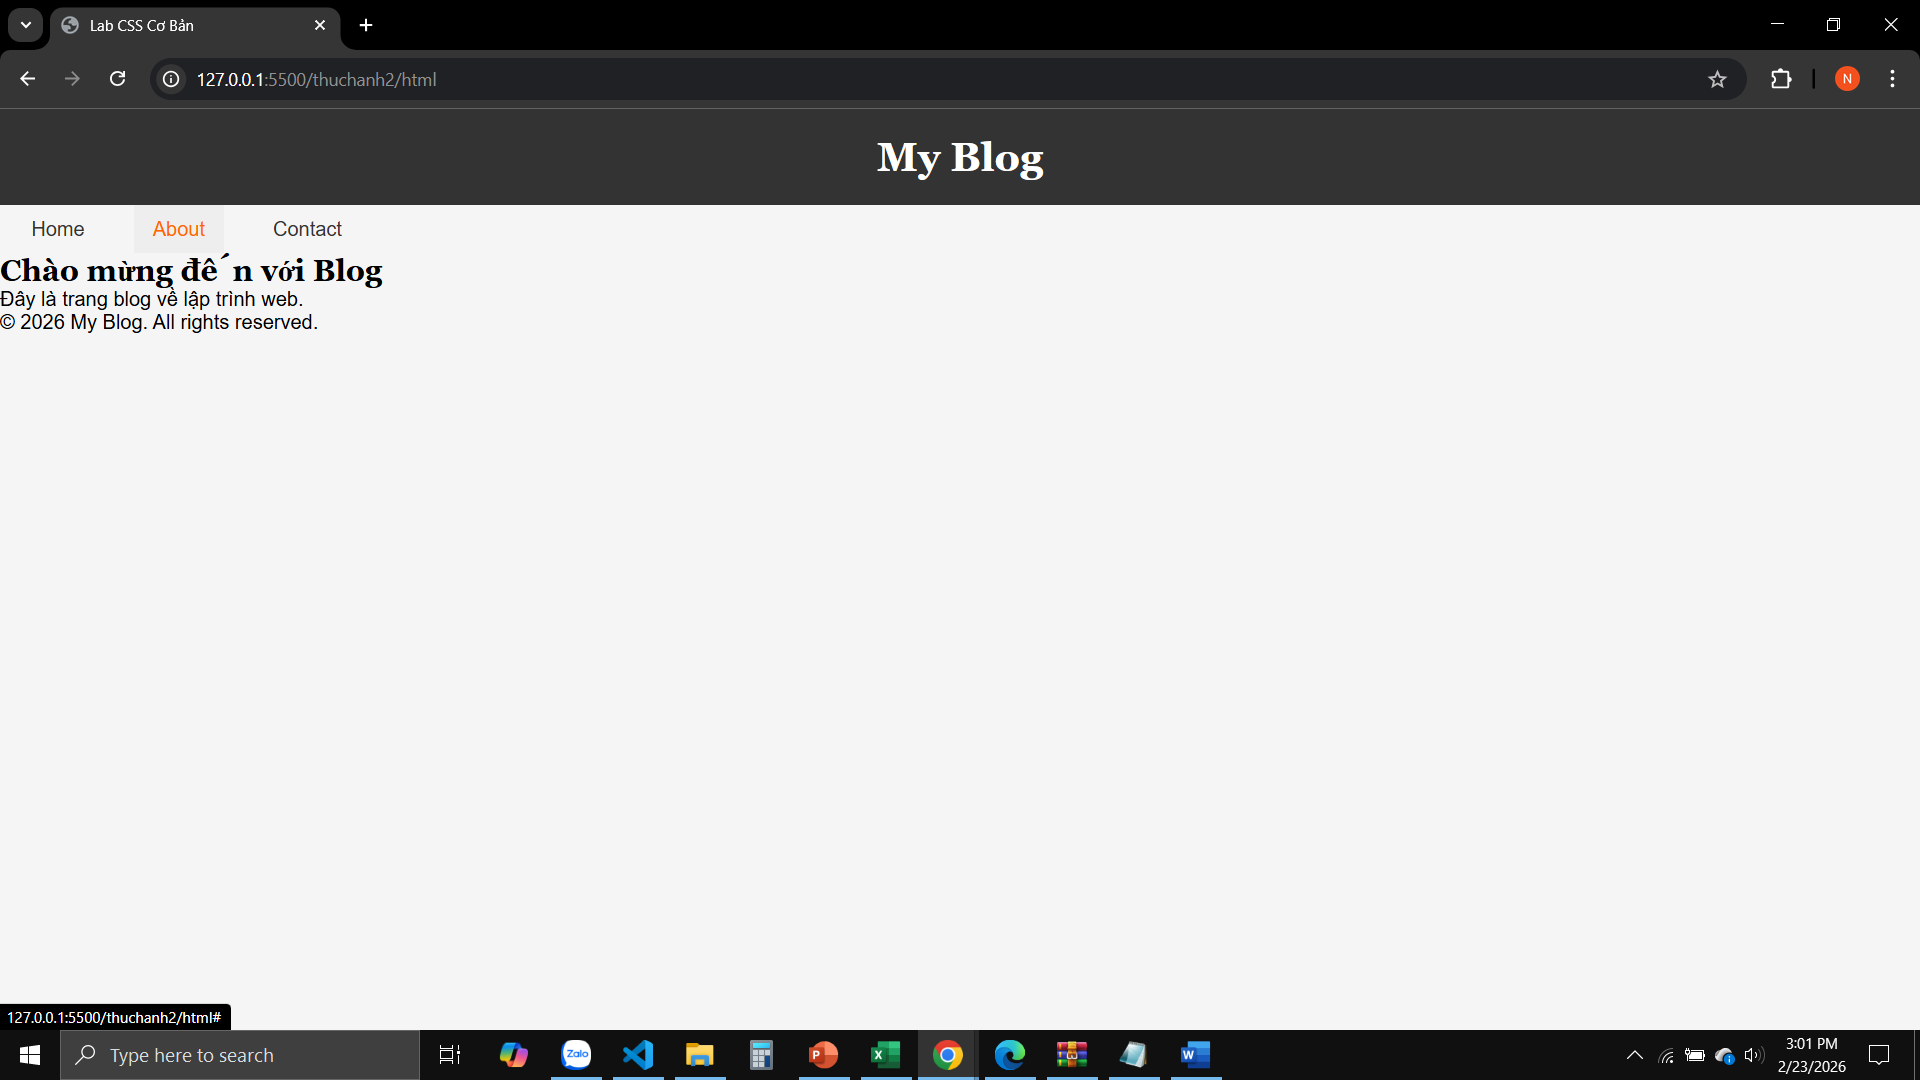 Lab CSS Cơ Bản
127.0.0.1:5500/thuchanh2/html
N
My Blog
Home About Contact
Chào mừng đến với Blog
Đây là trang blog về lập trình web.
© 2026 My Blog. All rights reserved.
127.0.0.1:5500/thuchanh2/html#
Type here to search
Zalo
3:01 PM
2/23/2026